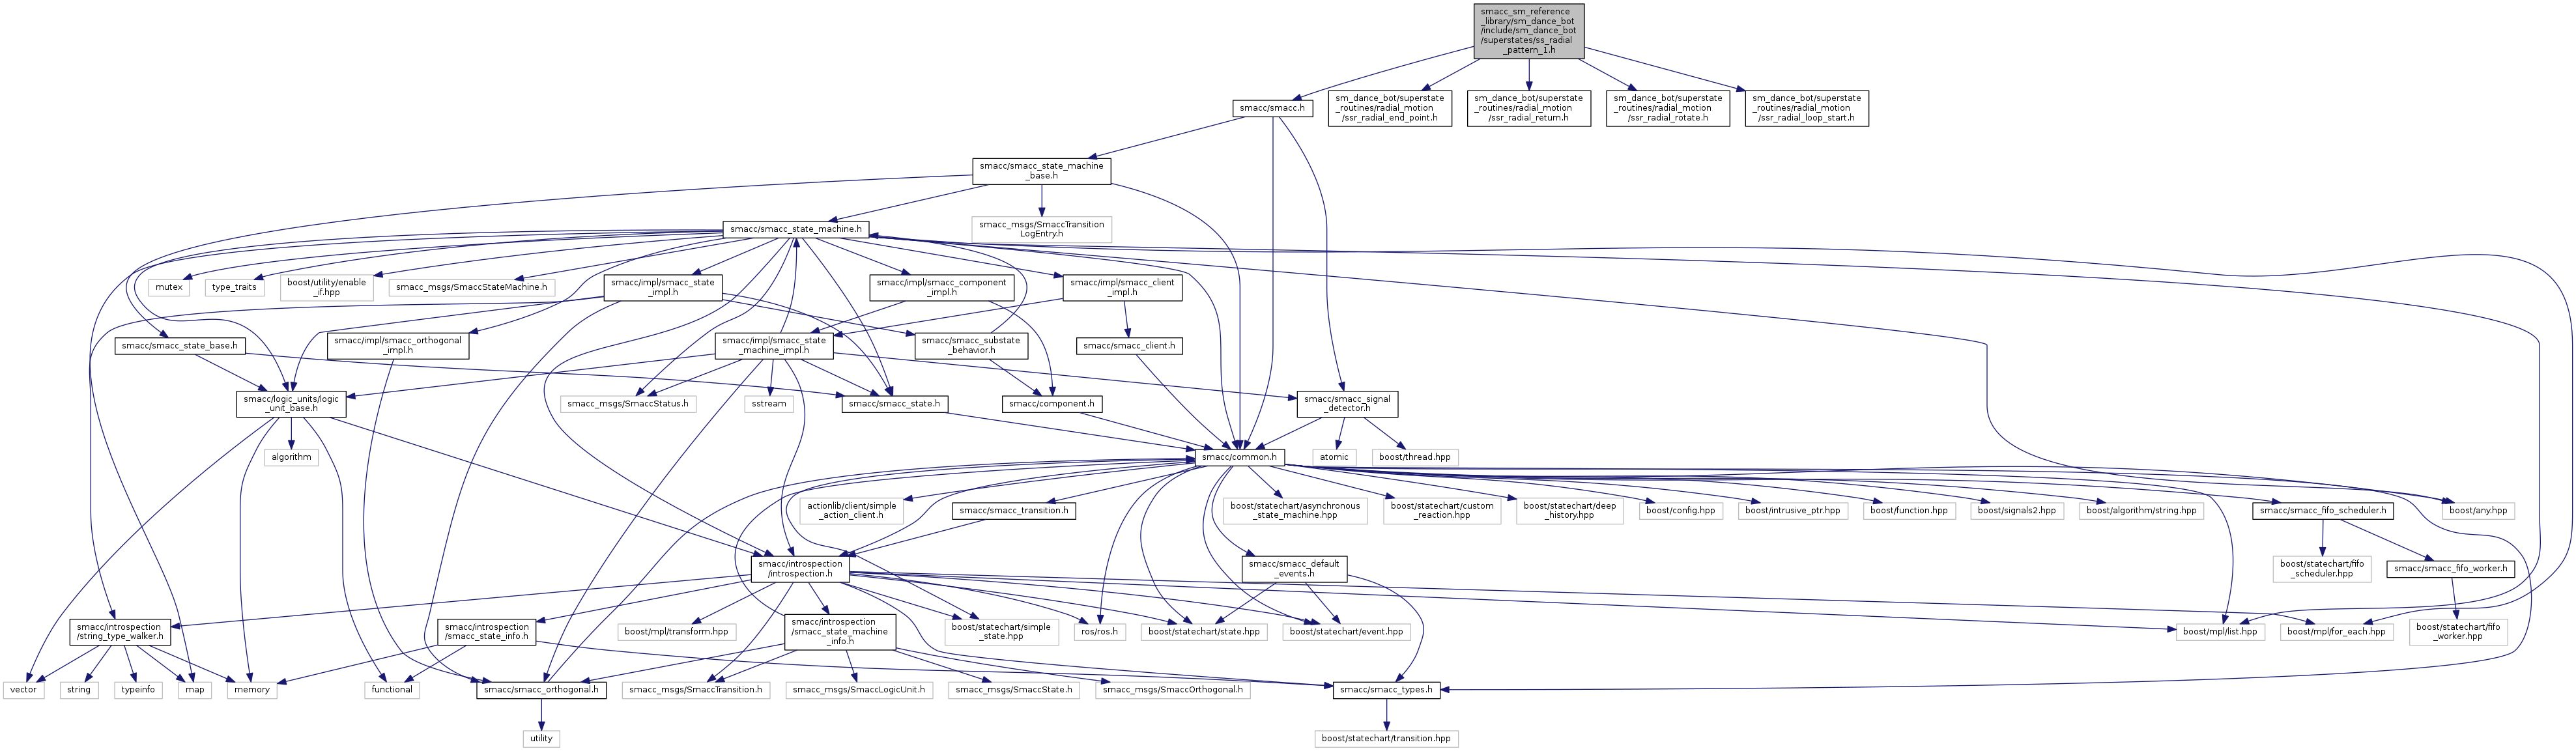 smacc_sm_reference
_library/sm_dance_bot
/include/sm_dance_bot
/superstates/ss_radial
_pattern_1.h
smacc/smacc.h
sm_dance_bot/superstate
_routines/radial_motion
/ssr_radial_end_point.h
sm_dance_bot/superstate
_routines/radial_motion
/ssr_radial_return.h
sm_dance_bot/superstate
_routines/radial_motion
/ssr_radial_rotate.h
sm_dance_bot/superstate
_routines/radial_motion
/ssr_radial_loop_start.h
smacc/smacc_state_machine
_base.h
smacc/smacc_state_machine.h
smacc_msgs/SmaccTransition
LogEntry.h
mutex
type_traits
boost/utility/enable
_if.hpp
smacc_msgs/SmaccStateMachine.h
smacc/impl/smacc_state
_impl.h
smacc/impl/smacc_component
_impl.h
smacc/impl/smacc_client
_impl.h
smacc/smacc_state_base.h
smacc/impl/smacc_orthogonal
_impl.h
smacc/impl/smacc_state
_machine_impl.h
smacc/smacc_substate
_behavior.h
smacc/smacc_client.h
smacc/logic_units/logic
_unit_base.h
smacc_msgs/SmaccStatus.h
sstream
smacc/smacc_state.h
smacc/component.h
smacc/smacc_signal
_detector.h
algorithm
smacc/common.h
atomic
boost/thread.hpp
actionlib/client/simple
_action_client.h
smacc/smacc_transition.h
boost/statechart/asynchronous
_state_machine.hpp
boost/statechart/custom
_reaction.hpp
boost/statechart/deep
_history.hpp
boost/config.hpp
boost/intrusive_ptr.hpp
boost/function.hpp
boost/signals2.hpp
boost/algorithm/string.hpp
smacc/smacc_fifo_scheduler.h
boost/any.hpp
smacc/introspection
/introspection.h
smacc/smacc_default
_events.h
boost/statechart/fifo
_scheduler.hpp
smacc/smacc_fifo_worker.h
smacc/introspection
/string_type_walker.h
smacc/introspection
/smacc_state_info.h
boost/mpl/transform.hpp
smacc/introspection
/smacc_state_machine
_info.h
boost/statechart/simple
_state.hpp
ros/ros.h
boost/statechart/state.hpp
boost/statechart/event.hpp
boost/mpl/list.hpp
boost/mpl/for_each.hpp
boost/statechart/fifo
_worker.hpp
vector
string
typeinfo
map
memory
functional
smacc/smacc_orthogonal.h
smacc_msgs/SmaccTransition.h
smacc_msgs/SmaccLogicUnit.h
smacc_msgs/SmaccState.h
smacc_msgs/SmaccOrthogonal.h
smacc/smacc_types.h
utility
boost/statechart/transition.hpp